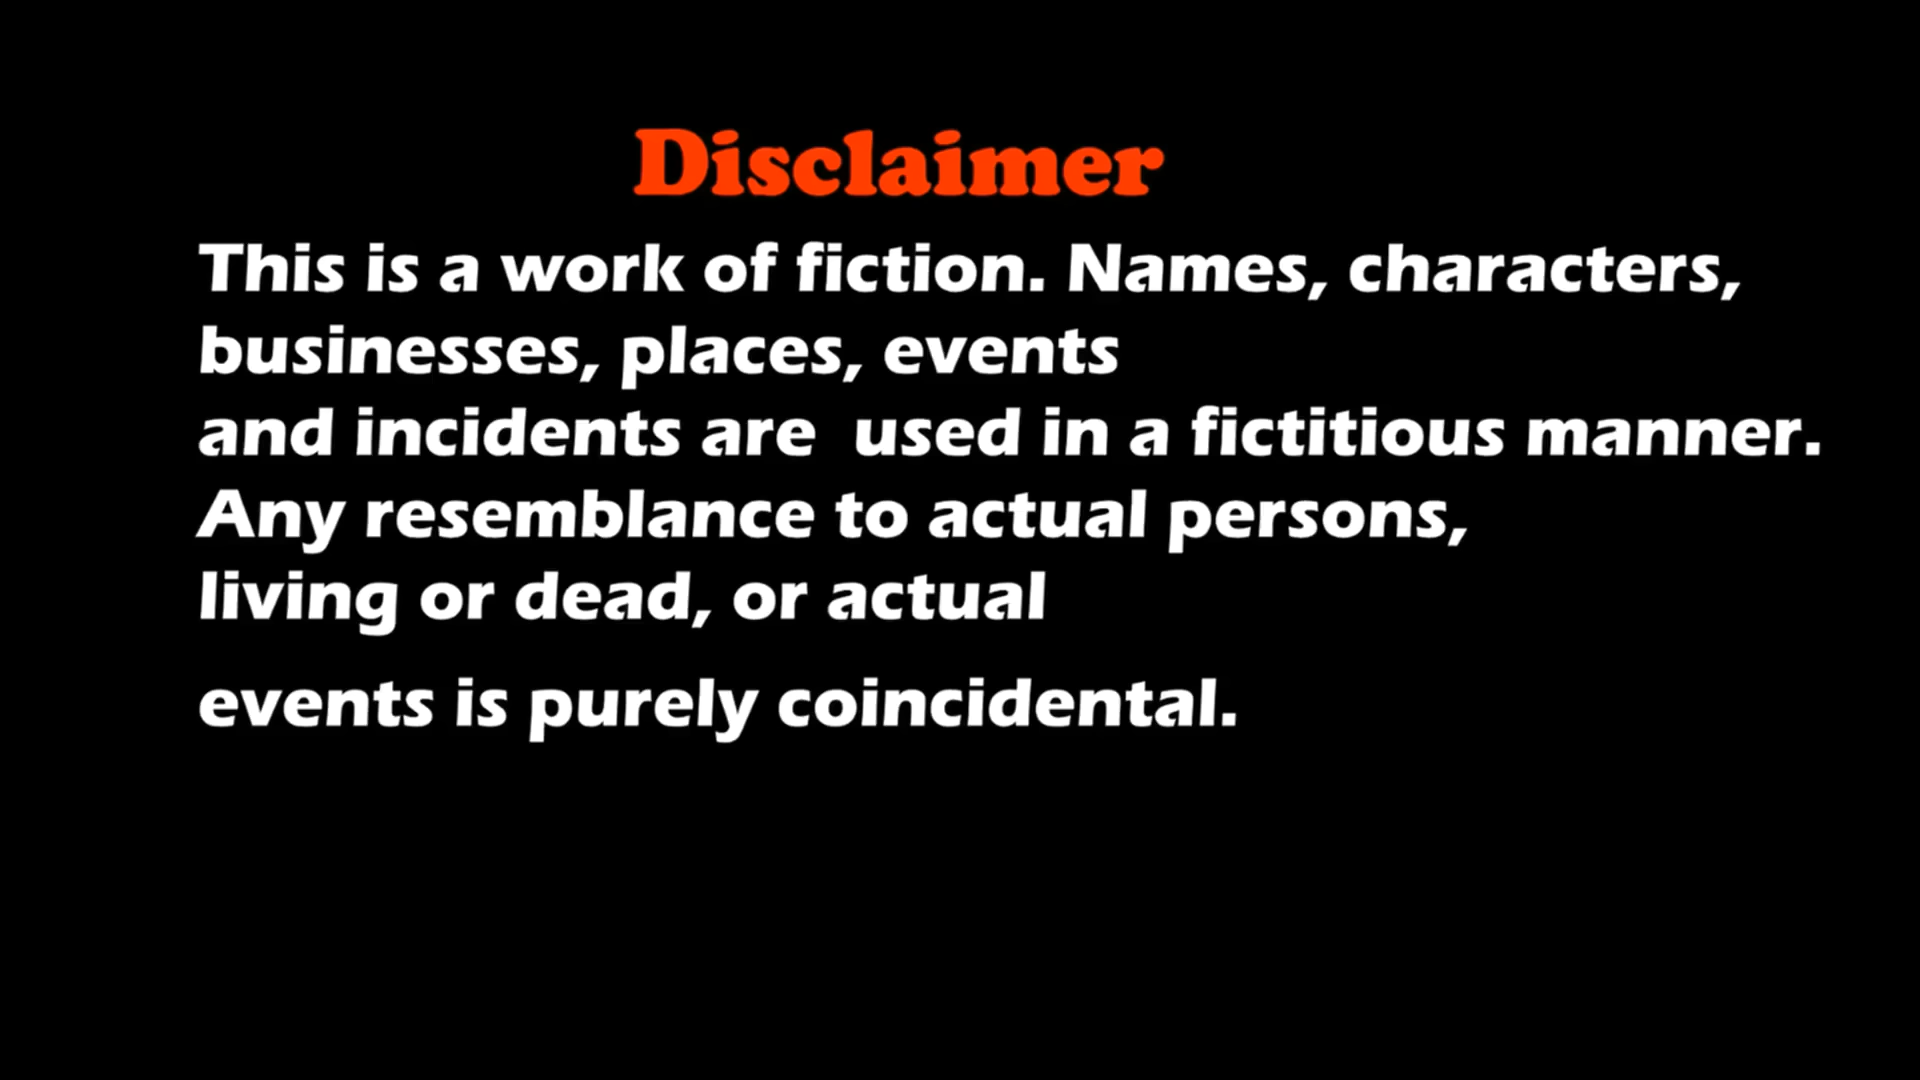 Disclaimer
This is a work of fiction. Names, characters,
businesses, places, events
and incidents are  used in a fictitious manner.
Any resemblance to actual persons,
living or dead, or actual
events is purely coincidental.